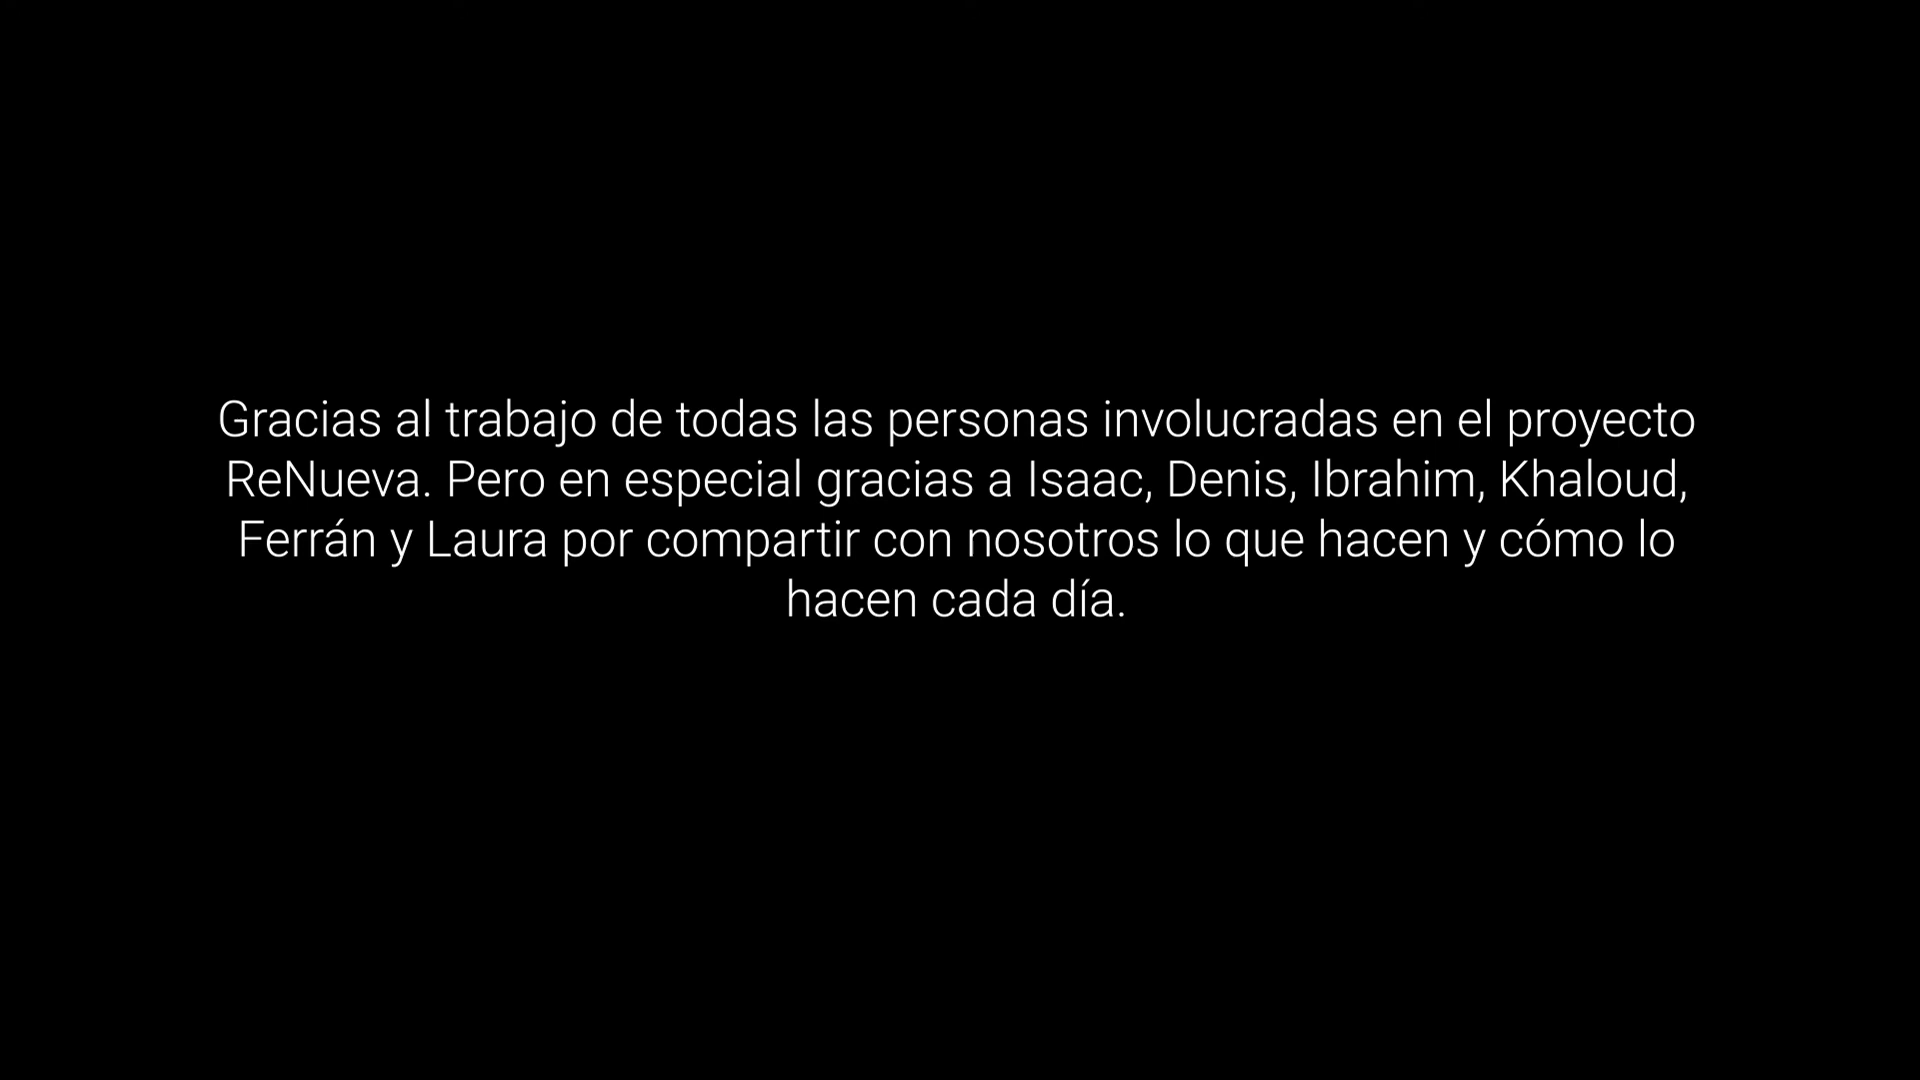 Gracias al trabajo de todas las personas involucradas en el proyecto
ReNueva. Pero en especial gracias a Isaac, Denis, Ibrahim, Khaloud,
Ferrán y Laura por compartir con nosotros lo que hacen y cómo lo
hacen cada día.